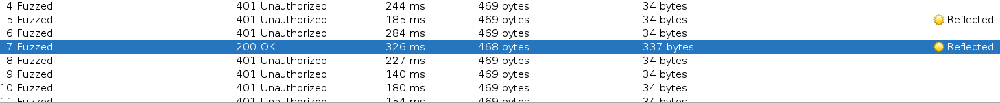 4 Fuzzed 401 Unauthorized 244 ms 469 bytes 34 bytes
5 Fuzzed 401 Unauthorized 185 ms 469 bytes 34 bytes Reflected
6 Fuzzed 401 Unauthorized 284 ms 469 bytes 34 bytes
7 Fuzzed 200 OK 326 ms 468 bytes 337 bytes Reflected
8 Fuzzed 401 Unauthorized 227 ms 469 bytes 34 bytes
9 Fuzzed 401 Unauthorized 140 ms 469 bytes 34 bytes
10 Fuzzed 401 Unauthorized 180 ms 469 bytes 34 bytes
11 Fuzzed 401 Unauthorized 154 ms 469 bytes 34 bytes